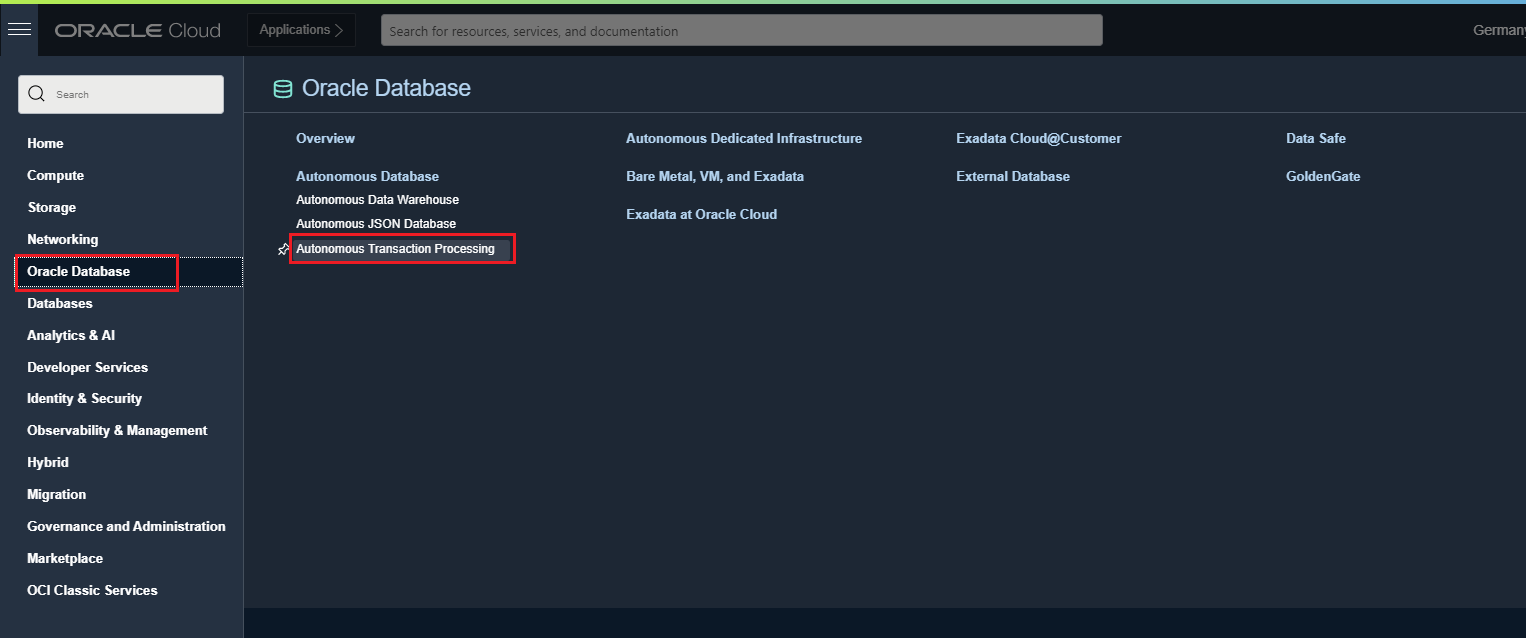 ORACLE Cloud
Applications
Search for resources, services, and documentation
Germany
Search
Home
Compute
Storage
Networking
Oracle Database
Databases
Analytics & AI
Developer Services
Identity & Security
Observability & Management
Hybrid
Migration
Governance and Administration
Marketplace
OCI Classic Services
Oracle Database
Overview
Autonomous Database
Autonomous Data Warehouse
Autonomous JSON Database
Autonomous Transaction Processing
Autonomous Dedicated Infrastructure
Bare Metal, VM, and Exadata
Exadata at Oracle Cloud
Exadata Cloud@Customer
External Database
Data Safe
GoldenGate